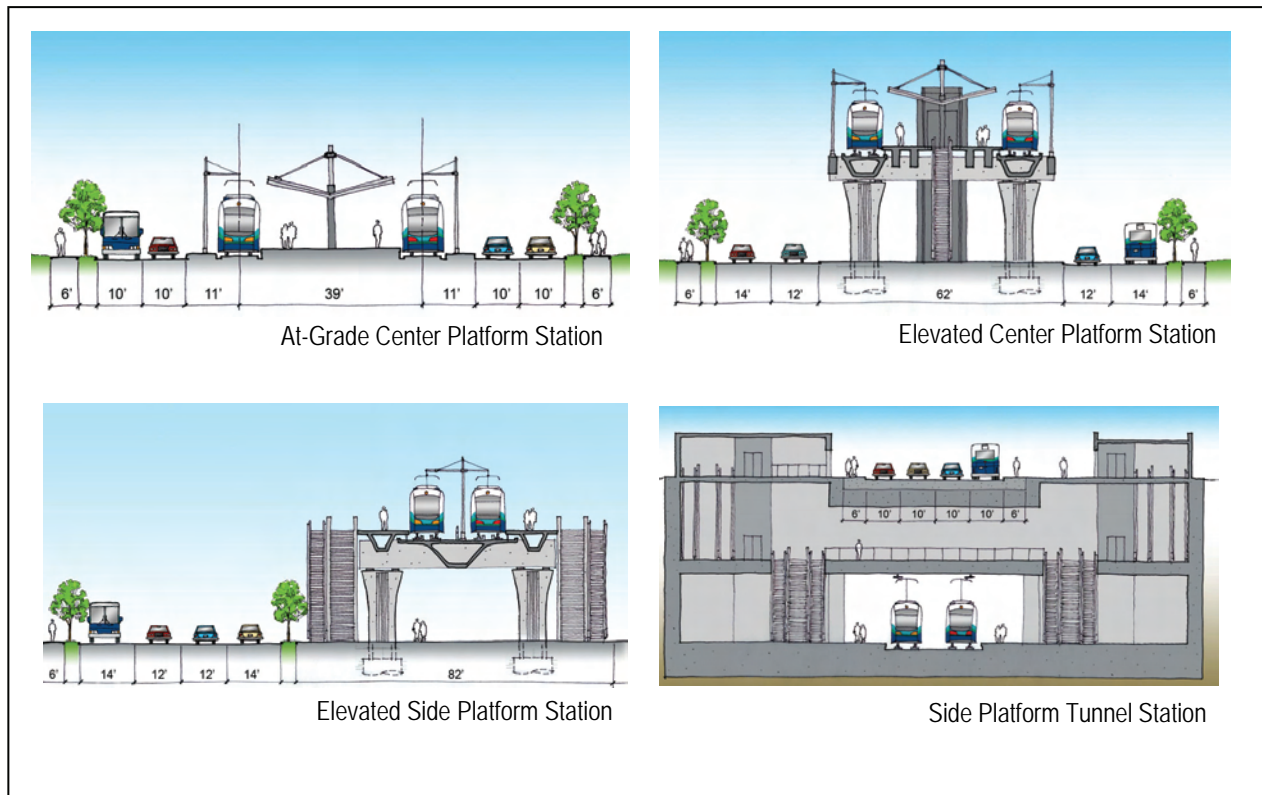 6' 10' 10' 11' 39' 11' 10' 10' 6'
At-Grade Center Platform Station
6' 14' 12' 62' 12' 14' 6'
Elevated Center Platform Station
6' 14' 12' 12' 14' 82'
Elevated Side Platform Station
6' 10' 10' 10' 10' 6'
Side Platform Tunnel Station